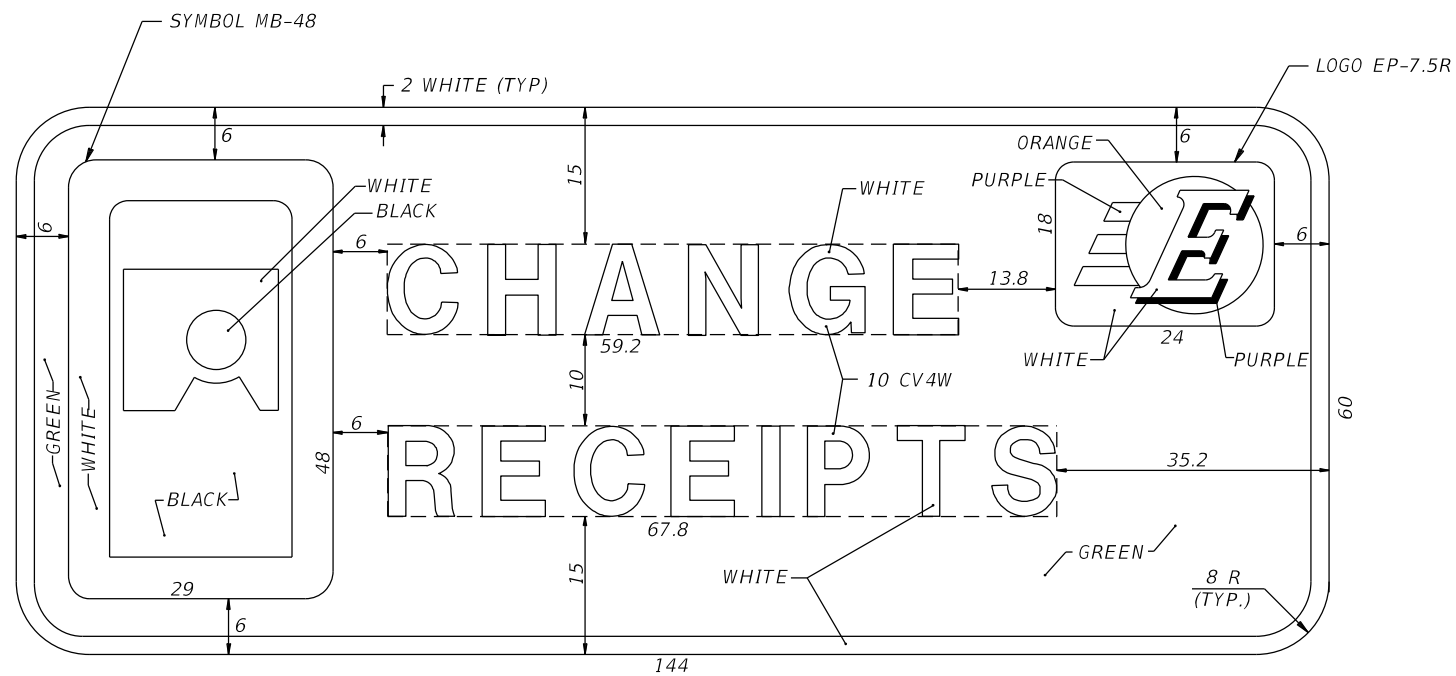 SYMBOL MB-48
LOGO EP-7.5R
2 WHITE (TYP)
6
15
6
ORANGE
PURPLE
WHITE
BLACK
WHITE
6
6
18
6
CHANGE
13.8
59.2
24
WHITE
PURPLE
10
10 CV4W
GREEN
WHITE
6
48
60
RECEIPTS
35.2
BLACK
67.8
GREEN
15
WHITE
29
8 R
(TYP.)
6
144
E